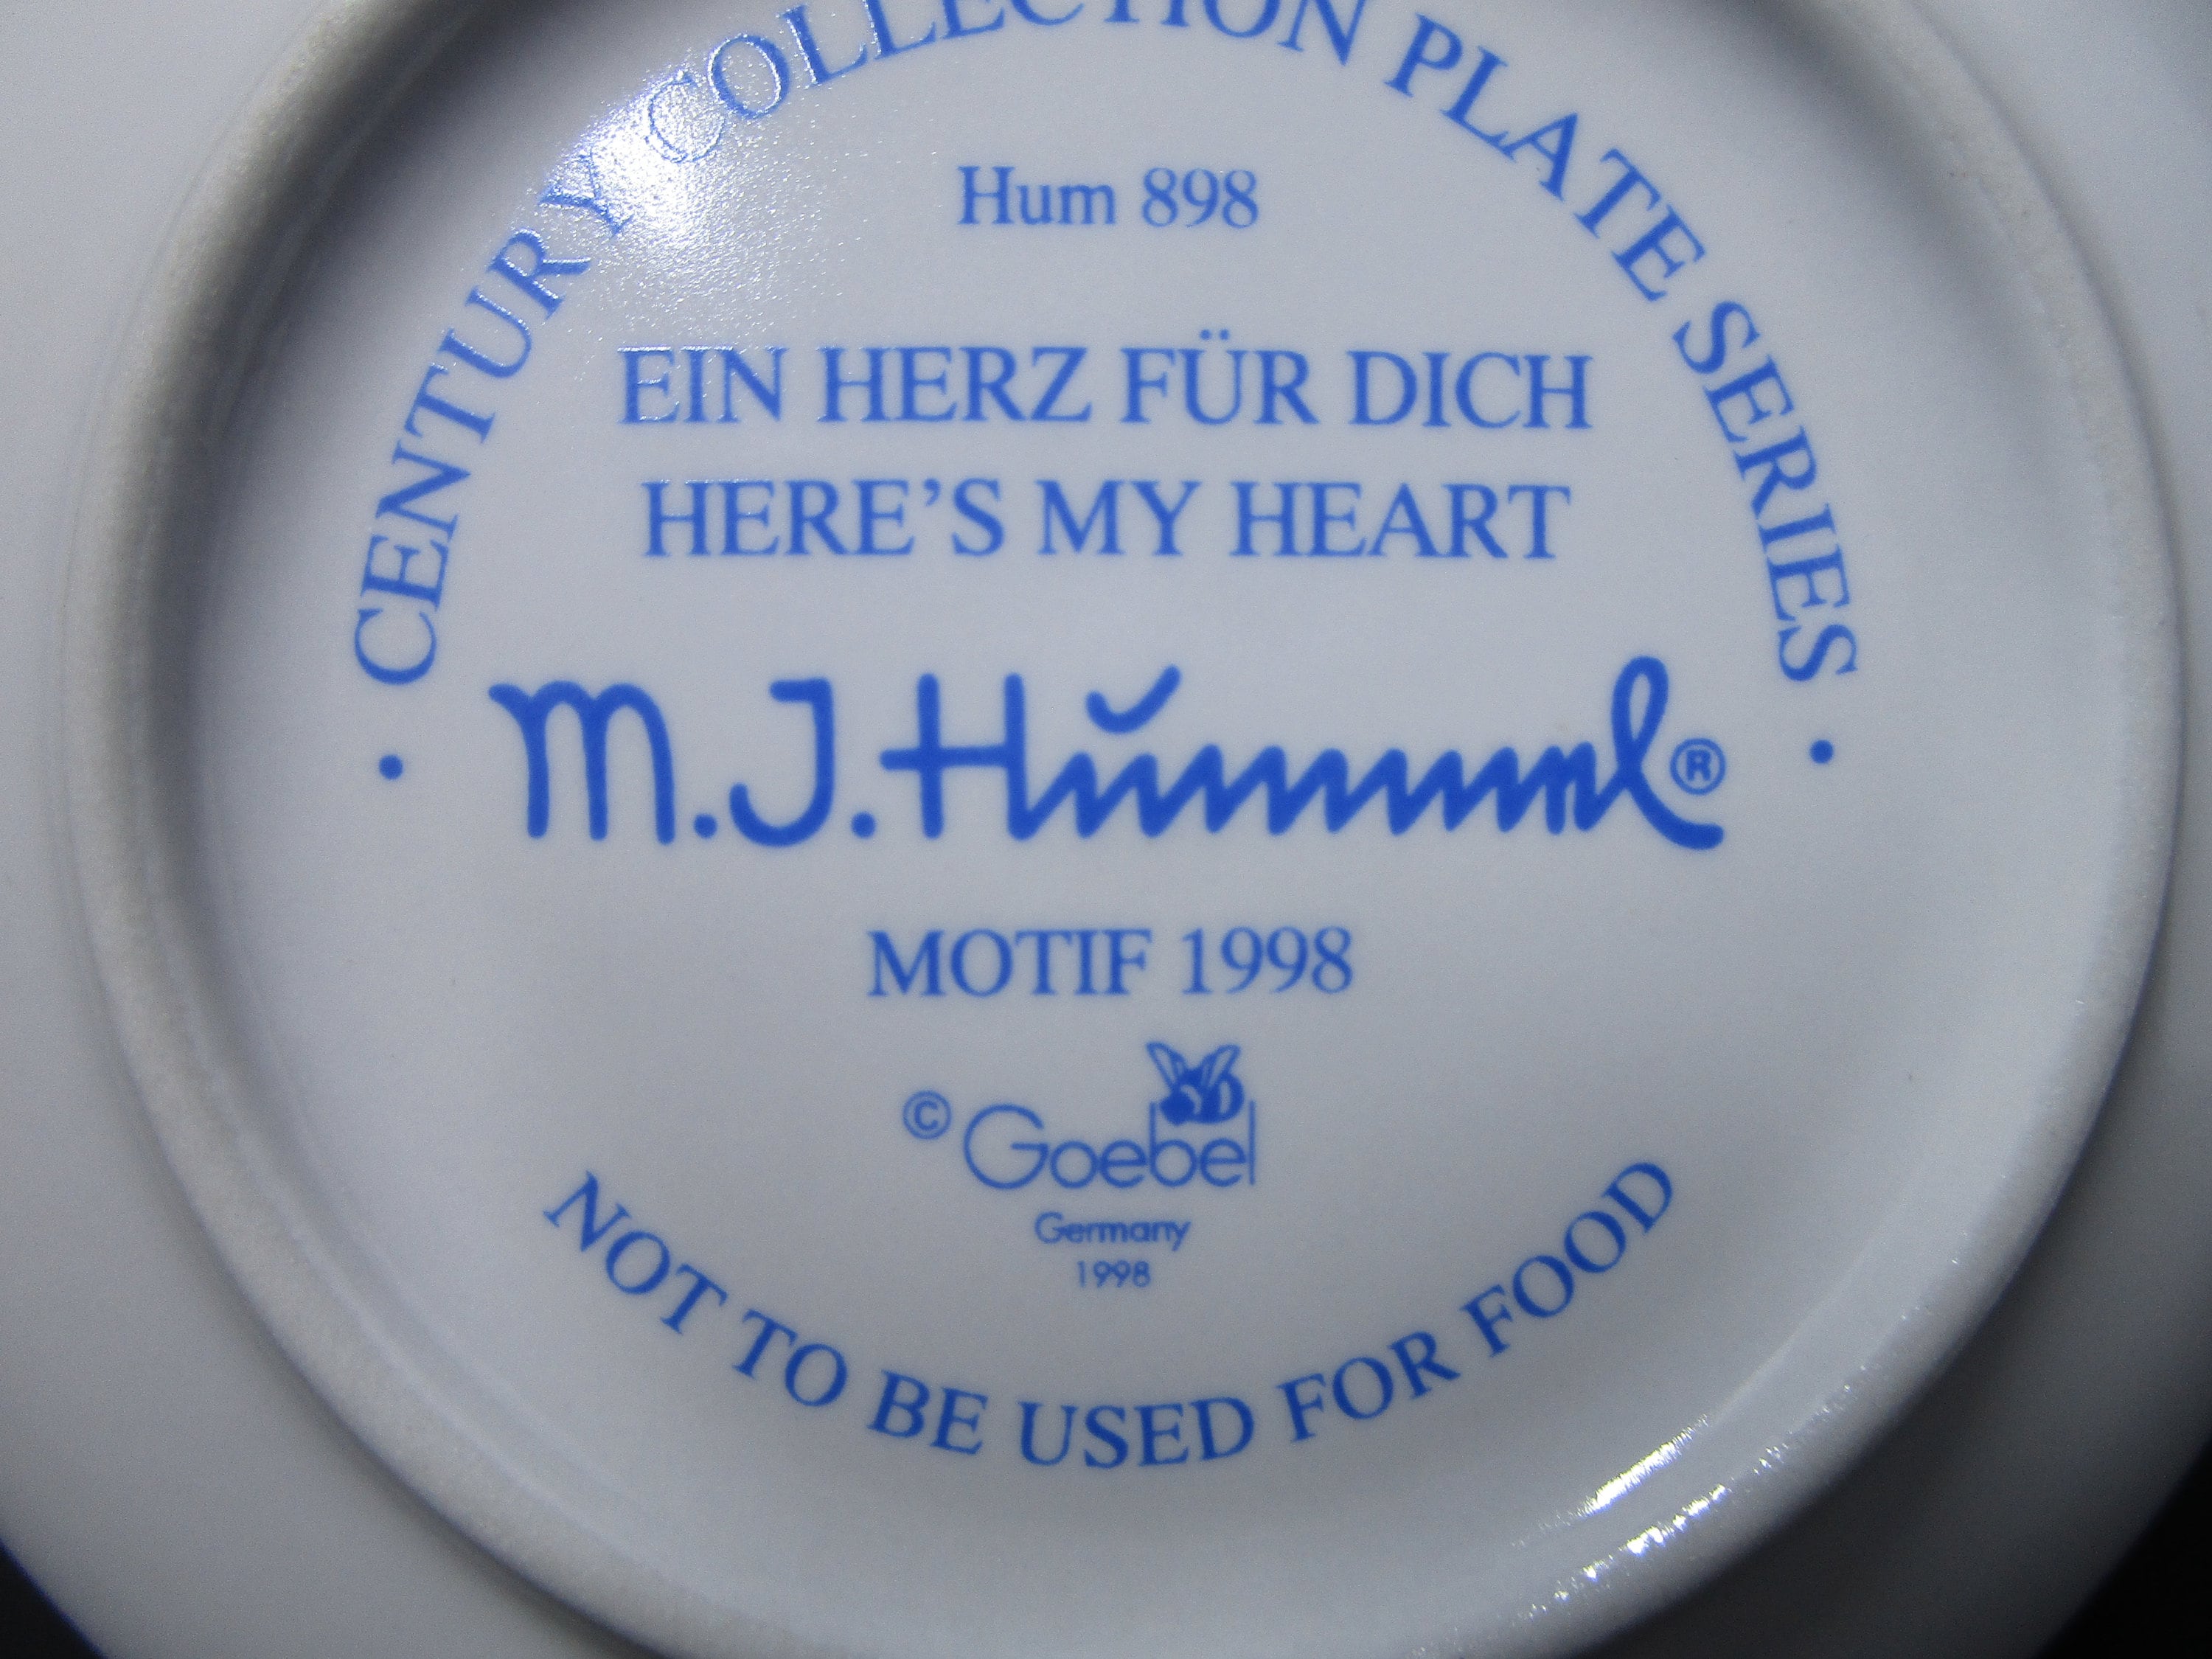 CENTURY COLLECTION PLATE SERIES
Hum 898
EIN HERZ FÜR DICH
HERE'S MY HEART
M.J.Hummel®
MOTIF 1998
© Goebel
Germany
1998
NOT TO BE USED FOR FOOD